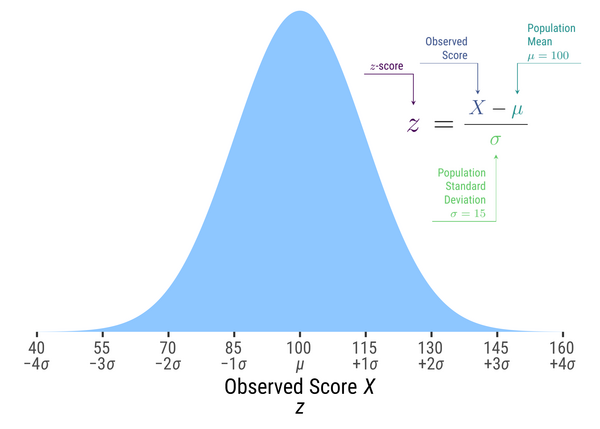 Population
Mean
μ = 100
Observed
Score
z-score
z = (X − μ) / σ
Population
Standard
Deviation
σ = 15
40 55 70 85 100 115 130 145 160
−4σ −3σ −2σ −1σ μ +1σ +2σ +3σ +4σ
Observed Score X
z